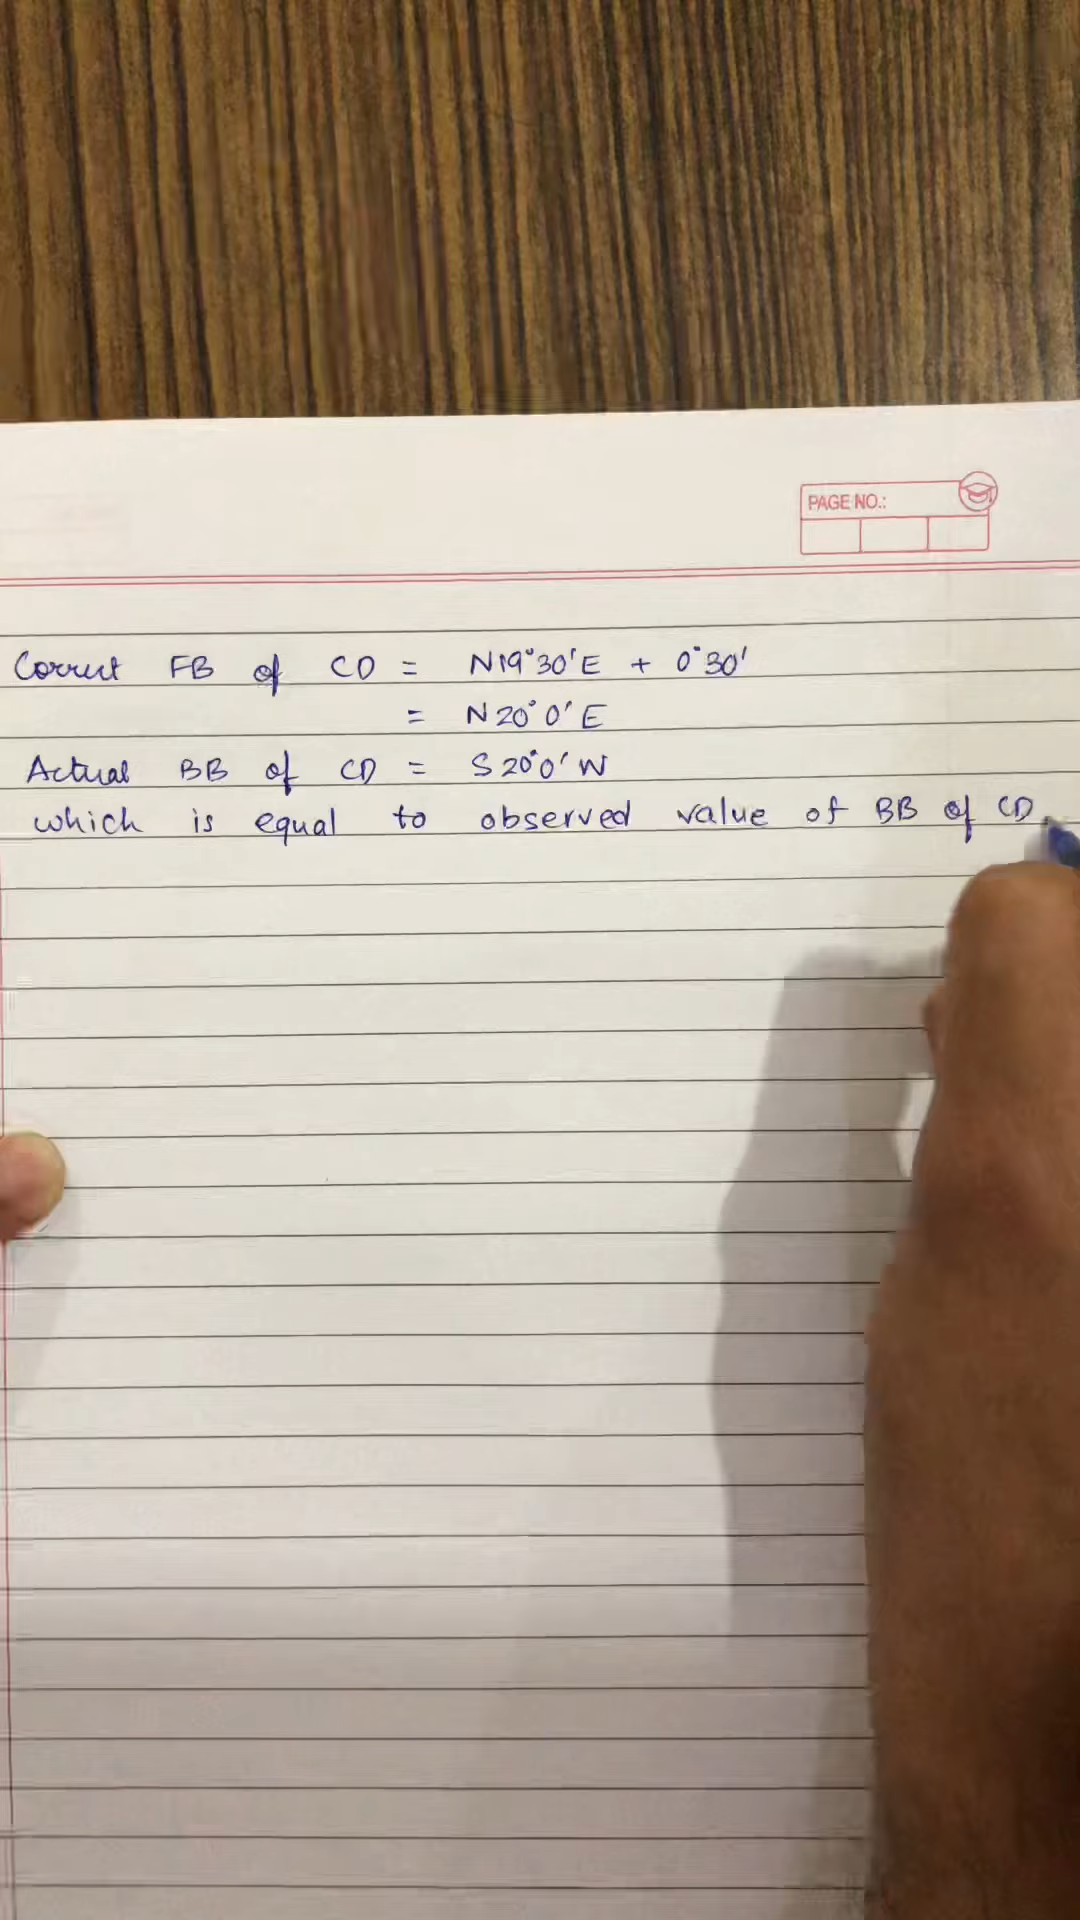 PAGE NO.:
Correct FB of CD = N19°30'E + 0°30'
= N20°0'E
Actual BB of CD = S20°0'W
which is equal to observed value of BB of CD.